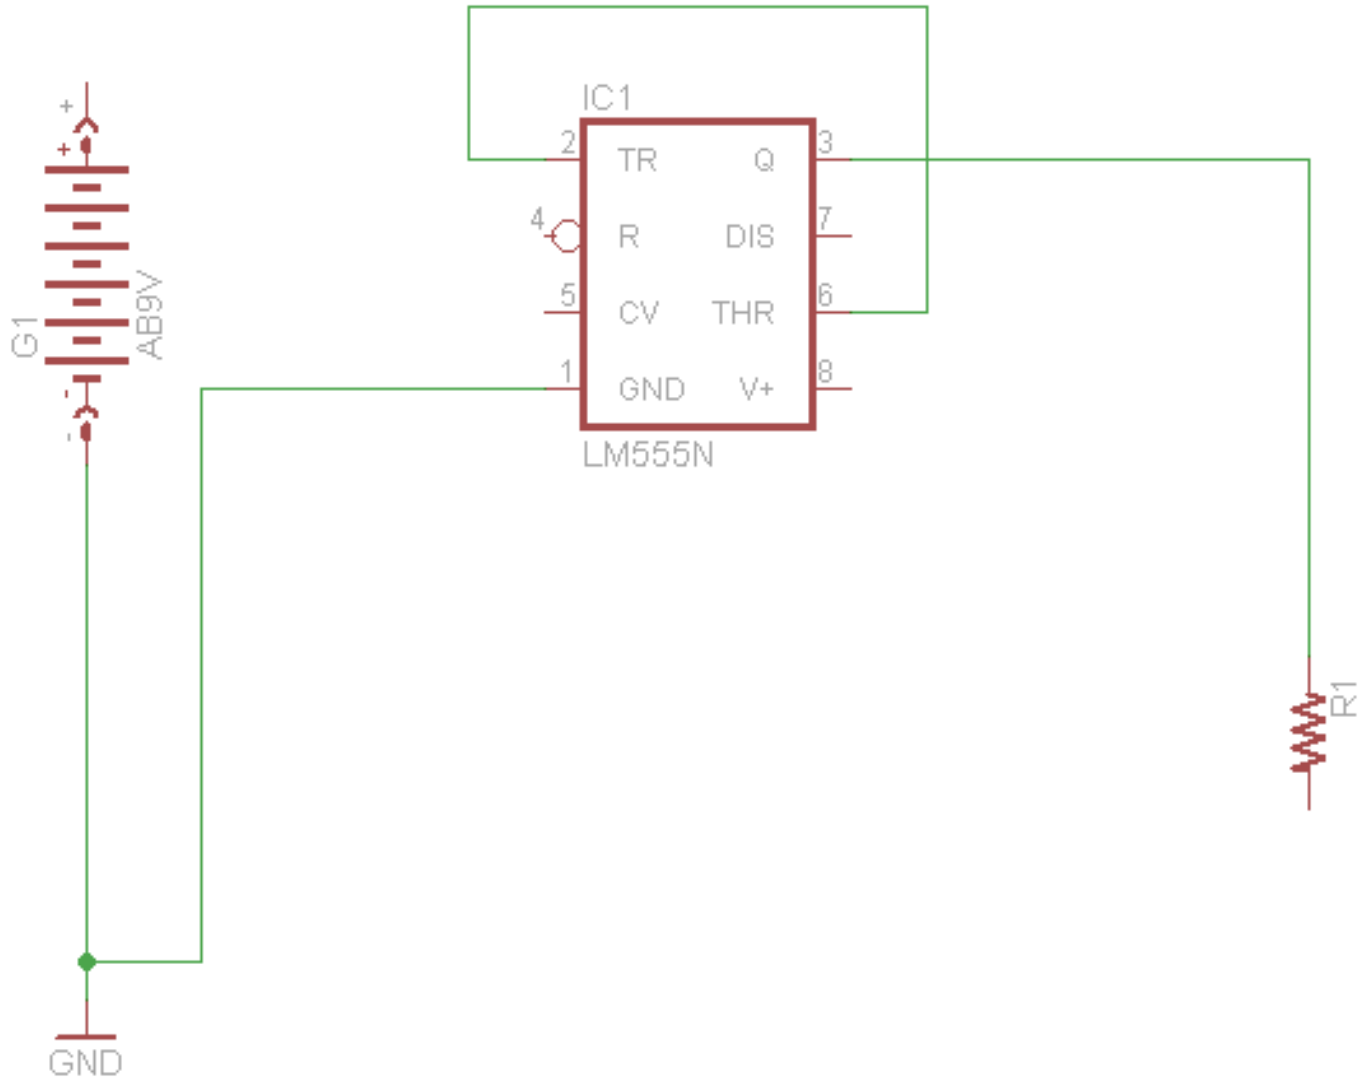 IC1
2 TR Q 3
4 R DIS 7
5 CV THR 6
1 GND V+ 8
LM555N
+
+
G1
AB9V
-
-
R1
GND